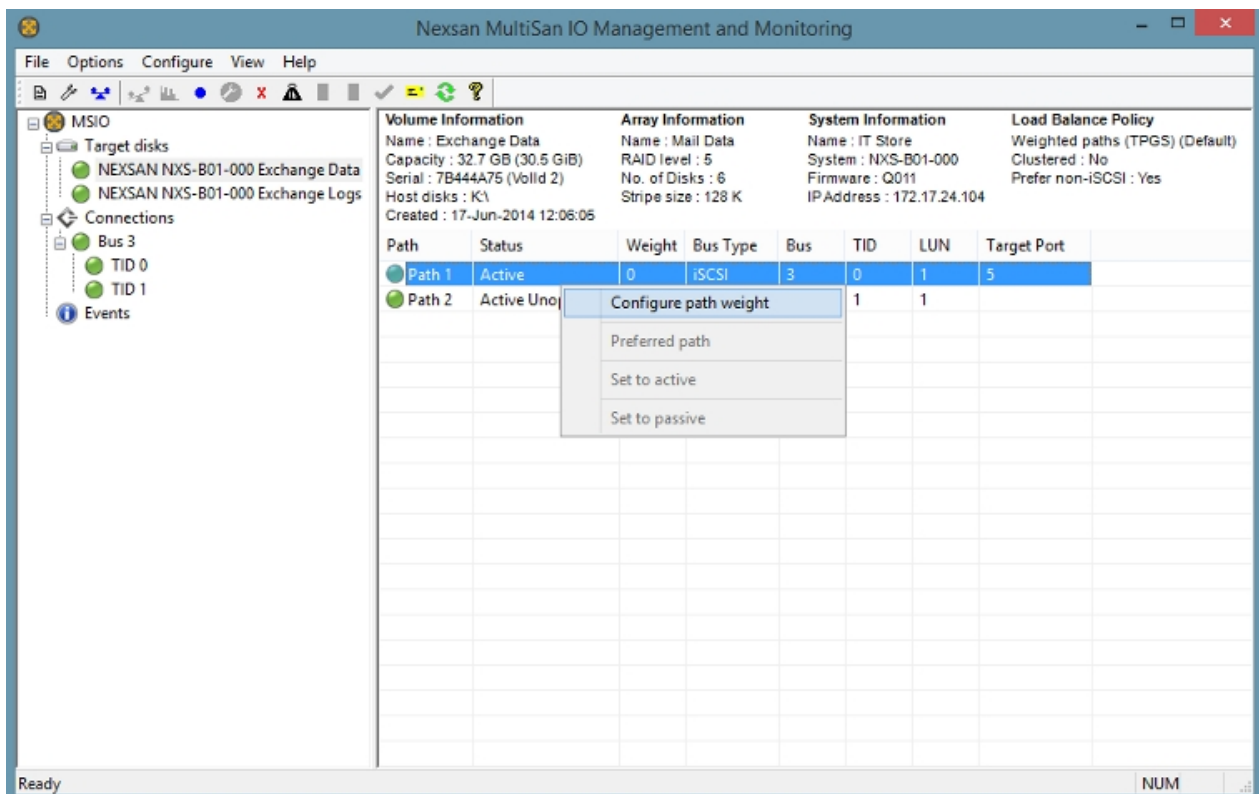 Nexsan MultiSan IO Management and Monitoring
File Options Configure View Help
MSIO
Target disks
NEXSAN NXS-B01-000 Exchange Data
NEXSAN NXS-B01-000 Exchange Logs
Connections
Bus 3
TID 0
TID 1
Events
Volume Information
Name : Exchange Data
Capacity : 32.7 GB (30.5 GiB)
Serial : 7B444A75 (VolId 2)
Host disks : K:\
Created : 17-Jun-2014 12:06:05
Array Information
Name : Mail Data
RAID level : 5
No. of Disks : 6
Stripe size : 128 K
System Information
Name : IT Store
System : NXS-B01-000
Firmware : Q011
IP Address : 172.17.24.104
Load Balance Policy
Weighted paths (TPGS) (Default)
Clustered : No
Prefer non-iSCSI : Yes
Path Status Weight Bus Type Bus TID LUN Target Port
Path 1 Active 0 iSCSI 3 0 1 5
Path 2 Active Unop 1 1
Configure path weight
Preferred path
Set to active
Set to passive
Ready NUM